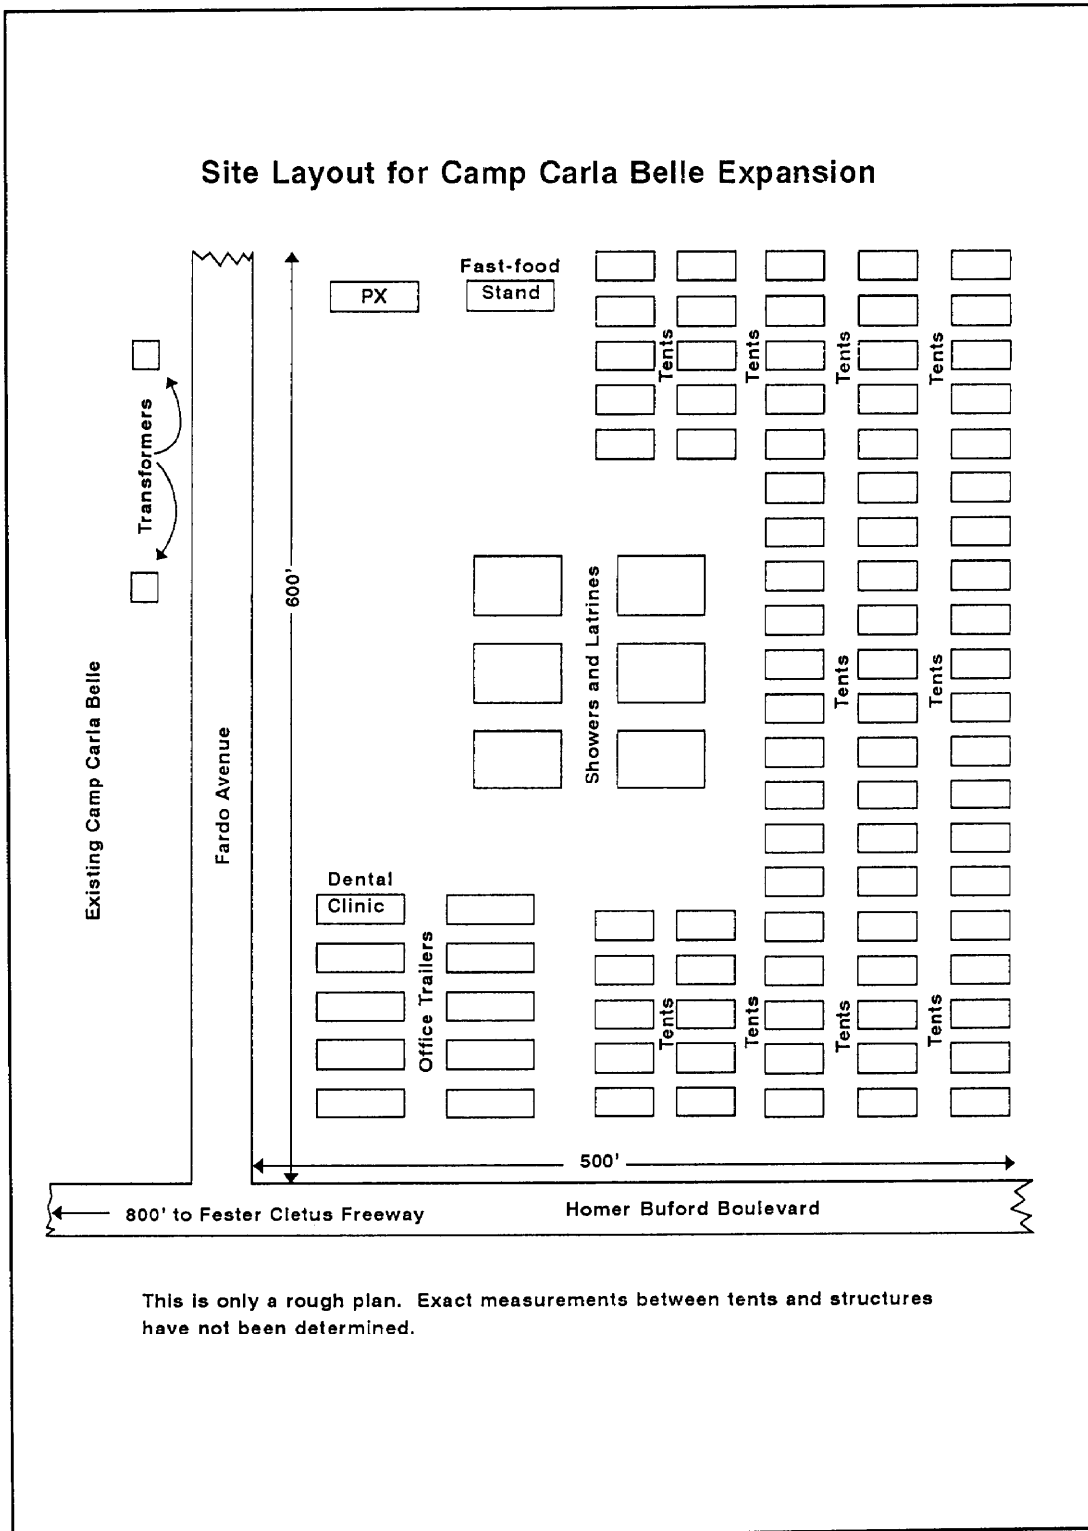 Site Layout for Camp Carla Belle Expansion
Fast-food
Stand
PX
Tents
Tents
Tents
Tents
Transformers
600'
Showers and Latrines
Tents
Tents
Existing Camp Carla Belle
Fardo Avenue
Dental
Clinic
Office Trailers
Tents
Tents
Tents
Tents
500'
800' to Fester Cletus Freeway
Homer Buford Boulevard
This is only a rough plan. Exact measurements between tents and structures
have not been determined.